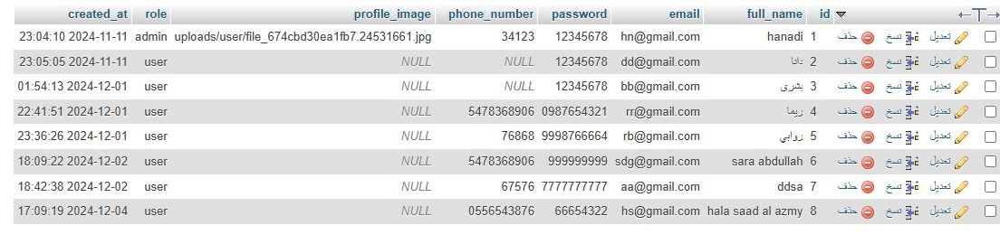 id full_name email password phone_number profile_image role created_at
تعديل نسخ حذف 1 hanadi hn@gmail.com 12345678 34123 uploads/user/file_674cbd30ea1fb7.24531661.jpg admin 2024-11-11 23:04:10
تعديل نسخ حذف 2 دانا dd@gmail.com 12345678 NULL NULL user 2024-11-11 23:05:05
تعديل نسخ حذف 3 بشرى bb@gmail.com 12345678 NULL NULL user 2024-12-01 01:54:13
تعديل نسخ حذف 4 ريما rr@gmail.com 0987654321 5478368906 NULL user 2024-12-01 22:41:51
تعديل نسخ حذف 5 روابي rb@gmail.com 9998766664 76868 NULL user 2024-12-01 23:36:26
تعديل نسخ حذف 6 sara abdullah sdg@gmail.com 999999999 5478368906 NULL user 2024-12-02 18:09:22
تعديل نسخ حذف 7 ddsa aa@gmail.com 7777777777 67576 NULL user 2024-12-02 18:42:38
تعديل نسخ حذف 8 hala saad al azmy hs@gmail.com 66654322 0556543876 NULL user 2024-12-04 17:09:19